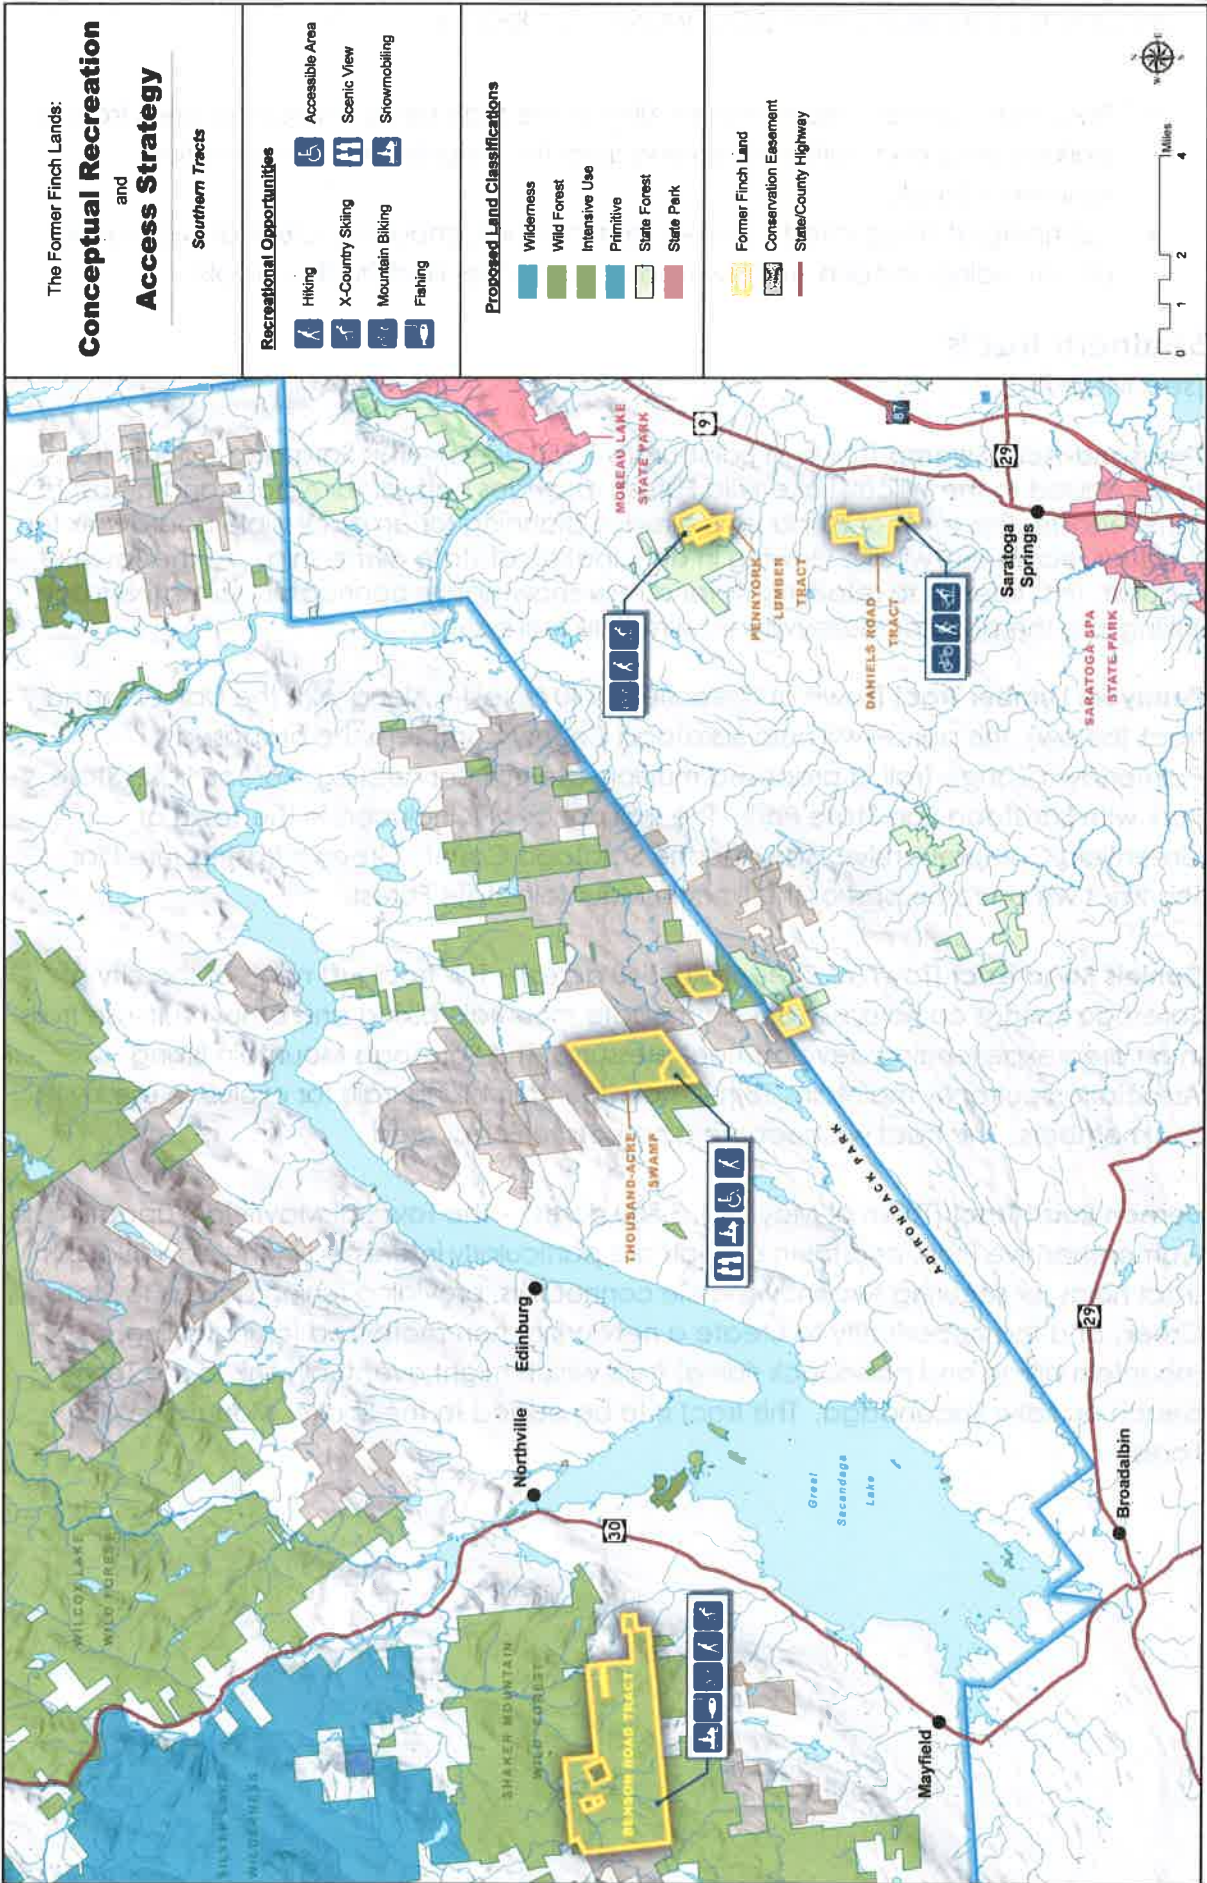 The Former Finch Lands:
Conceptual Recreation
and
Access Strategy
Southern Tracts
Recreational Opportunities
Hiking
X-Country Skiing
Mountain Biking
Fishing
Accessible Area
Scenic View
Snowmobiling
Proposed Land Classifications
Wilderness
Wild Forest
Intensive Use
Primitive
State Forest
State Park
Former Finch Land
Conservation Easement
State/County Highway
0 1 2 4
Miles
N
E
S
W
WILCOX LAKE
WILD FOREST
WILDERNESS
SHAKER MOUNTAIN
WILD FOREST
BENSON ROAD TRACT
Northville
Edinburg
30
Great
Sacandaga
Lake
Mayfield
Broadalbin
29
THOUSAND-ACRE
SWAMP
ADIRONDACK PARK
MOREAU LAKE
STATE PARK
9
PENNYORK
LUMBER
TRACT
DANIELS ROAD
TRACT
87
29
Saratoga
Springs
SARATOGA SPA
STATE PARK